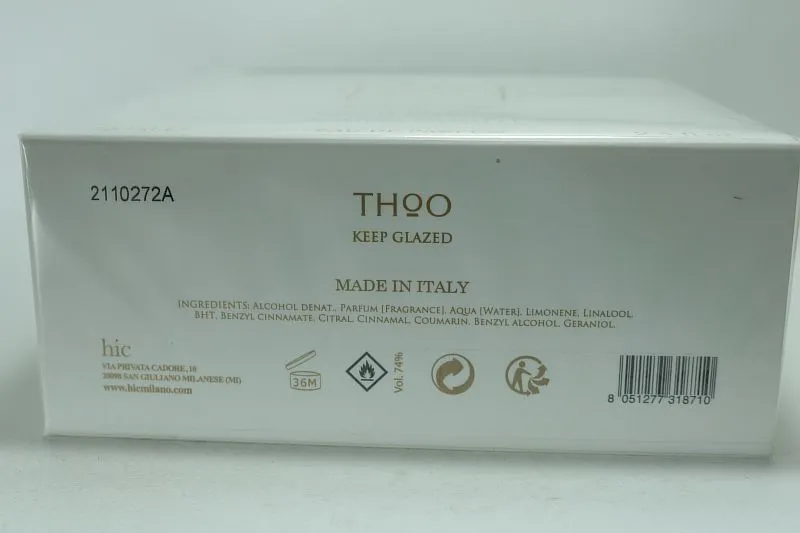 2110272A
THOO
KEEP GLAZED
MADE IN ITALY
INGREDIENTS: ALCOHOL DENAT., PARFUM [FRAGRANCE], AQUA [WATER], LIMONENE, LINALOOL,
BHT, BENZYL CINNAMATE, CITRAL, CINNAMAL, COUMARIN, BENZYL ALCOHOL, GERANIOL.
hic
VIA PRIVATA CADORE, 10
20098 SAN GIULIANO MILANESE (MI)
www.hicmilano.com
36M
Vol. 74%
8 051277 318710